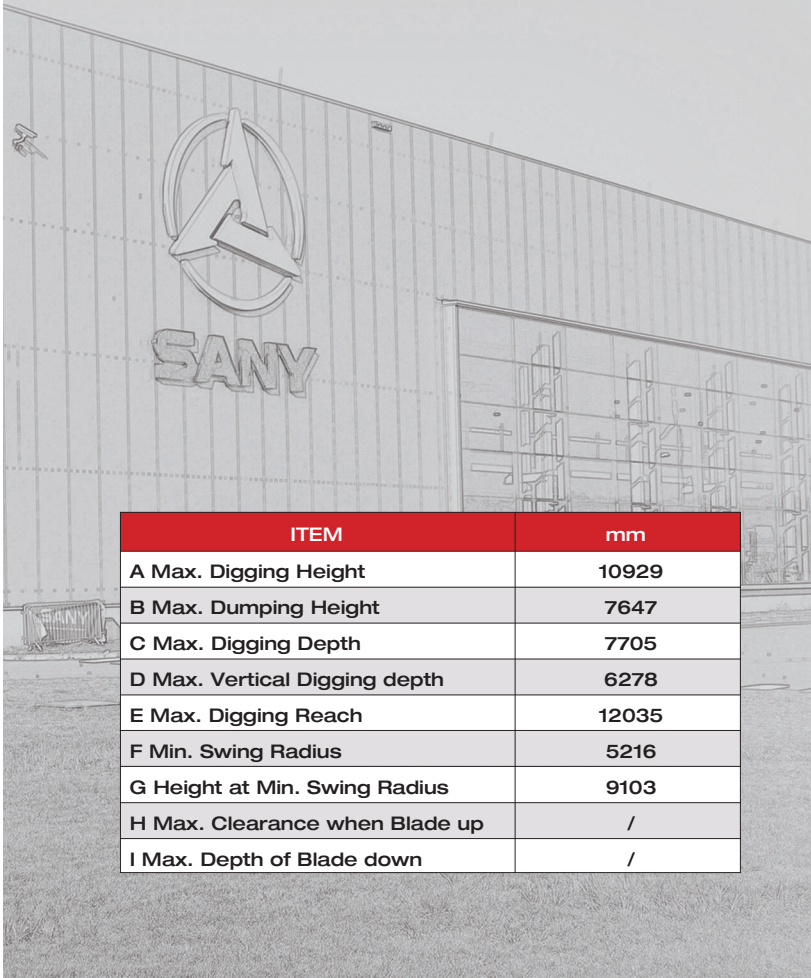 SANY
ITEM mm
A Max. Digging Height 10929
B Max. Dumping Height 7647
C Max. Digging Depth 7705
D Max. Vertical Digging depth 6278
E Max. Digging Reach 12035
F Min. Swing Radius 5216
G Height at Min. Swing Radius 9103
H Max. Clearance when Blade up /
I Max. Depth of Blade down /
SANY